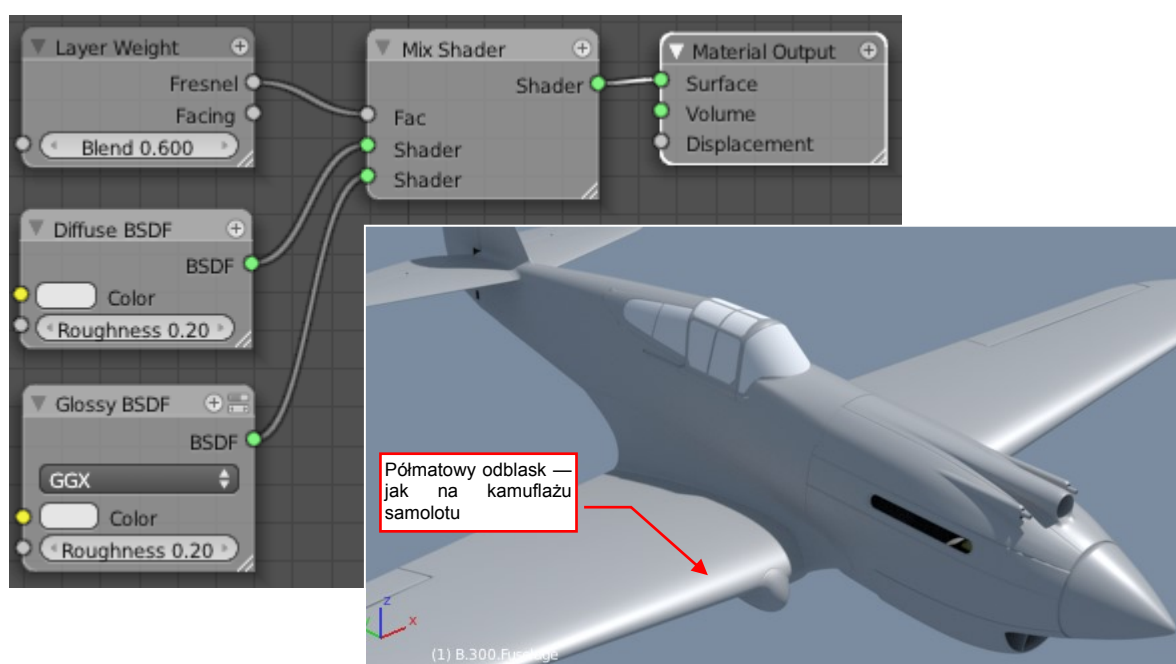 Layer Weight
Fresnel
Facing
Blend 0.600
Mix Shader
Shader
Fac
Shader
Shader
Material Output
Surface
Volume
Displacement
Diffuse BSDF
BSDF
Color
Roughness 0.20
Glossy BSDF
BSDF
GGX
Color
Roughness 0.20
Półmatowy odblask —
jak na kamuflażu
samolotu
z
x
(1) B.300.Fuselage